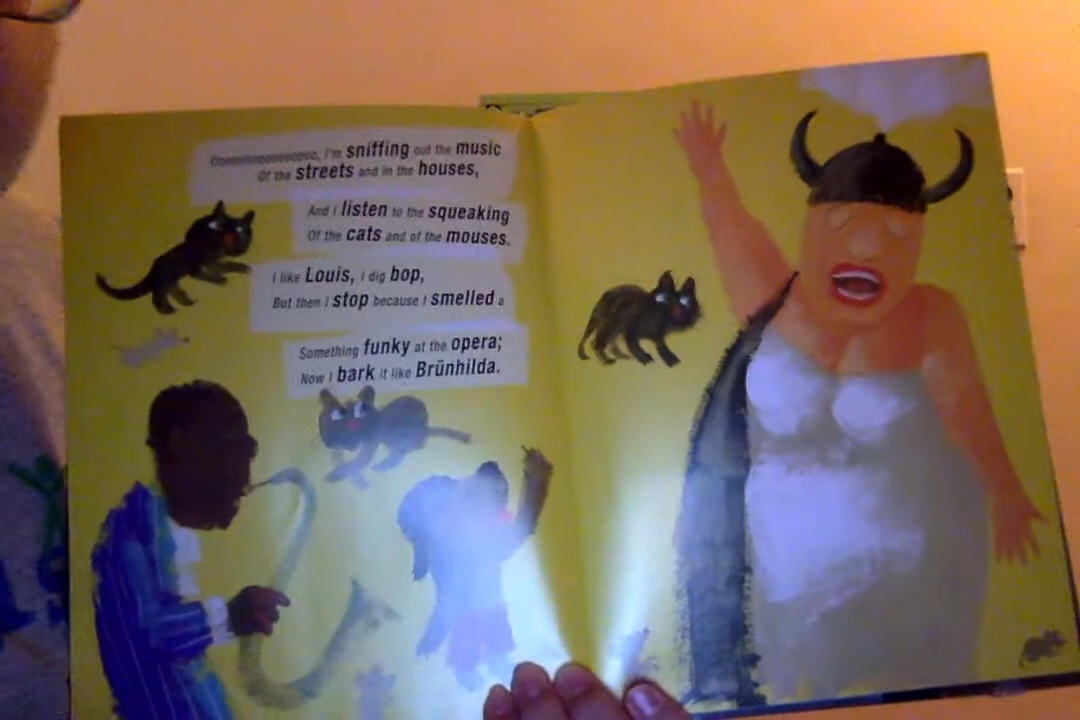 Oooooooooooooooo, I'm sniffing out the music
Of the streets and in the houses,
And I listen to the squeaking
Of the cats and of the mouses.
I like Louis, I dig bop,
But then I stop because I smelled a
Something funky at the opera;
Now I bark it like Brünhilda.